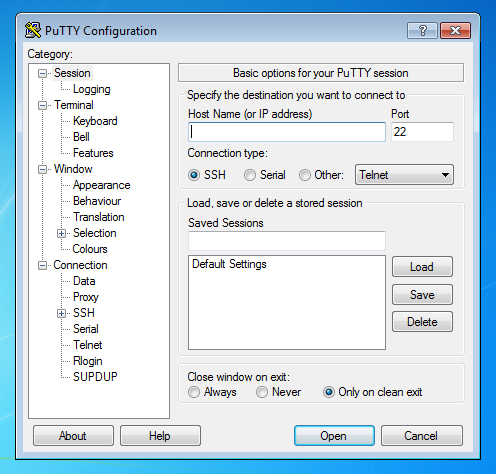 PuTTY Configuration
?
Category:
Session
Logging
Terminal
Keyboard
Bell
Features
Window
Appearance
Behaviour
Translation
Selection
Colours
Connection
Data
Proxy
SSH
Serial
Telnet
Rlogin
SUPDUP
Basic options for your PuTTY session
Specify the destination you want to connect to
Host Name (or IP address) Port
22
Connection type:
SSH Serial Other: Telnet
Load, save or delete a stored session
Saved Sessions
Default Settings
Load
Save
Delete
Close window on exit:
Always Never Only on clean exit
About Help Open Cancel